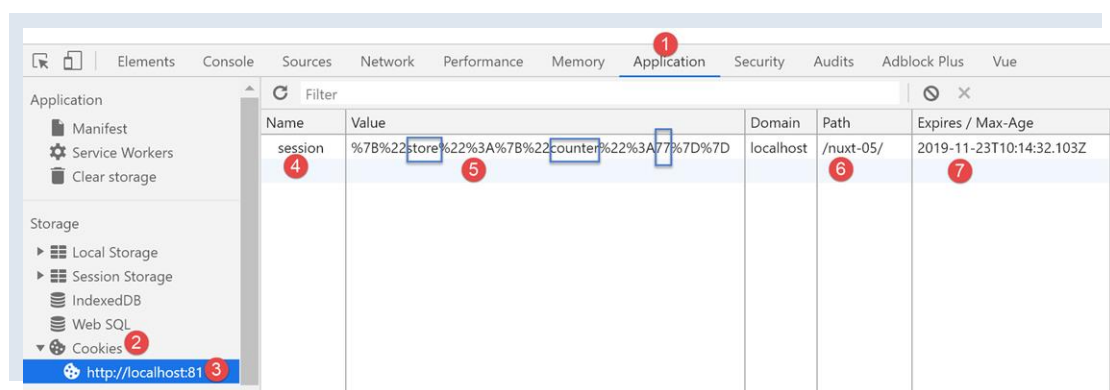 1
Elements Console Sources Network Performance Memory Application Security Audits Adblock Plus Vue
Application
Manifest
Service Workers
Clear storage
Storage
Local Storage
Session Storage
IndexedDB
Web SQL
Cookies 2
http://localhost:81 3
Filter
Name Value Domain Path Expires / Max-Age
session %7B%22store%22%3A%7B%22counter%22%3A77%7D%7D localhost /nuxt-05/ 2019-11-23T10:14:32.103Z
4 5 6 7